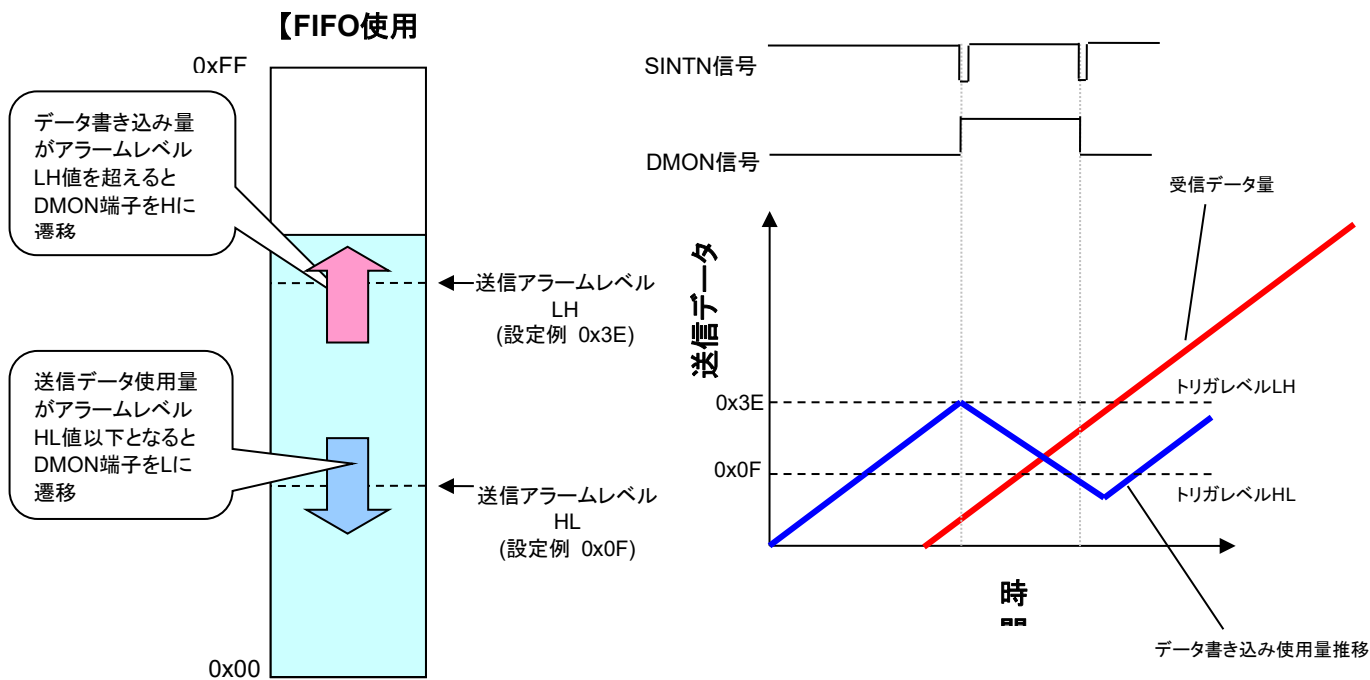 【FIFO使用
0xFF
データ書き込み量
がアラームレベル
LH値を超えると
DMON端子をHに
遷移
送信アラームレベル
LH
(設定例 0x3E)
送信データ使用量
がアラームレベル
HL値以下となると
DMON端子をLに
遷移
送信アラームレベル
HL
(設定例 0x0F)
0x00
SINTN信号
DMON信号
受信データ量
送信データ
0x3E
トリガレベルLH
0x0F
トリガレベルHL
時
データ書き込み使用量推移